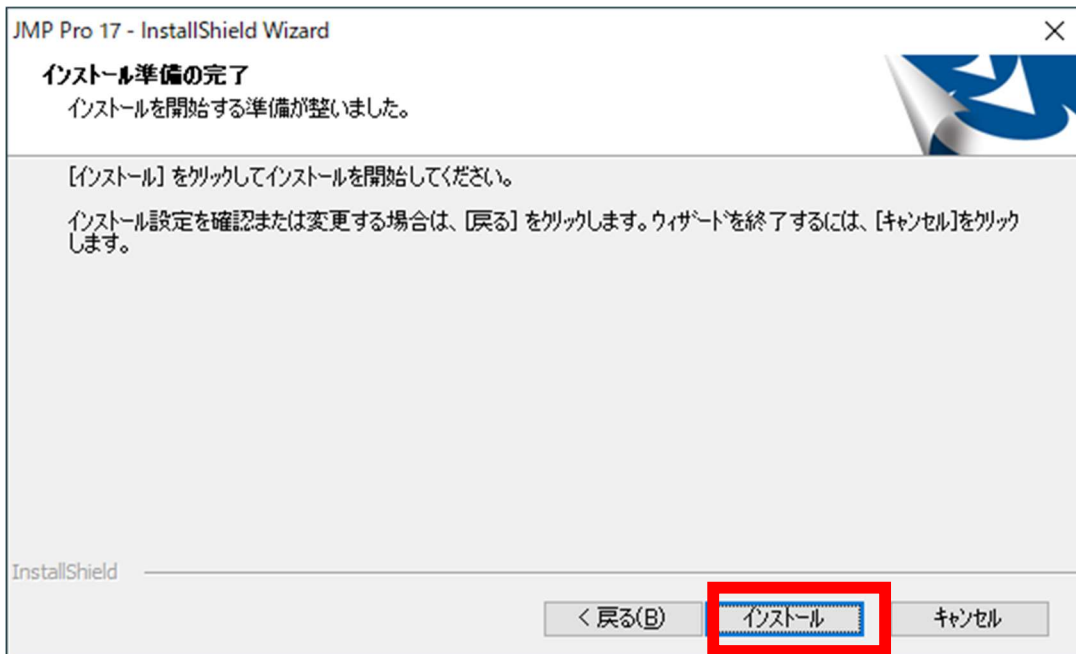 JMP Pro 17 - InstallShield Wizard
インストール準備の完了
インストールを開始する準備が整いました。
[インストール] をクリックしてインストールを開始してください。
インストール設定を確認または変更する場合は、[戻る] をクリックします。ウィザードを終了するには、[キャンセル]をクリック
します。
InstallShield
< 戻る(B)
インストール
キャンセル